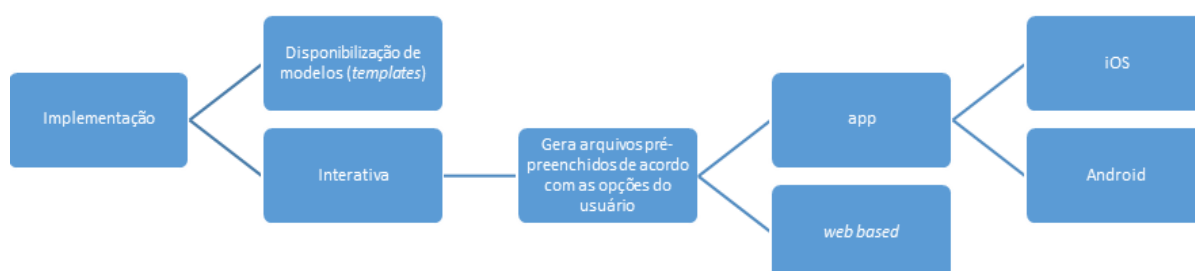 Implementação
Disponibilização de
modelos (templates)
Interativa
Gera arquivos pré-
preenchidos de acordo
com as opções do
usuário
app
web based
iOS
Android